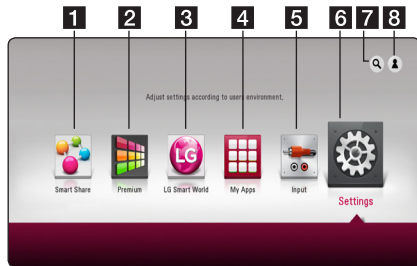 1 2 3 4 5 6 7 8
Adjust settings according to users environment.
LG
Smart Share Premium LG Smart World My Apps Input
Settings